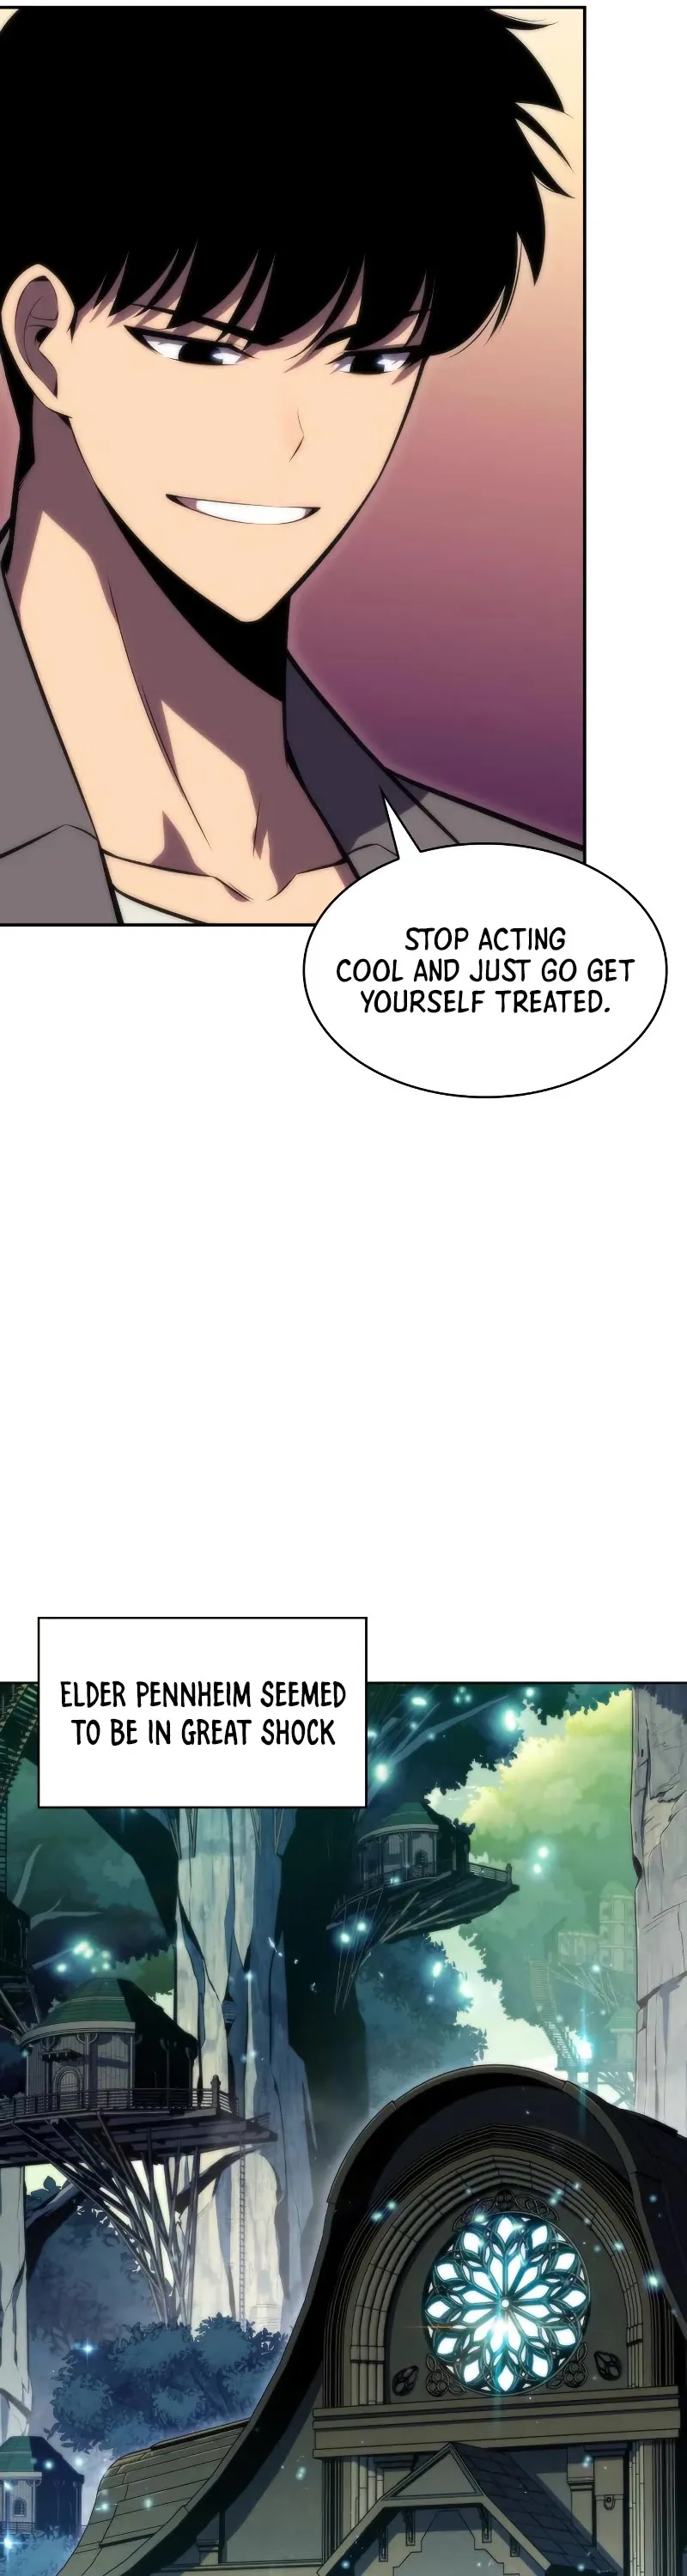 STOP ACTING
COOL AND JUST GO GET
YOURSELF TREATED.
ELDER PENNHEIM SEEMED
TO BE IN GREAT SHOCK